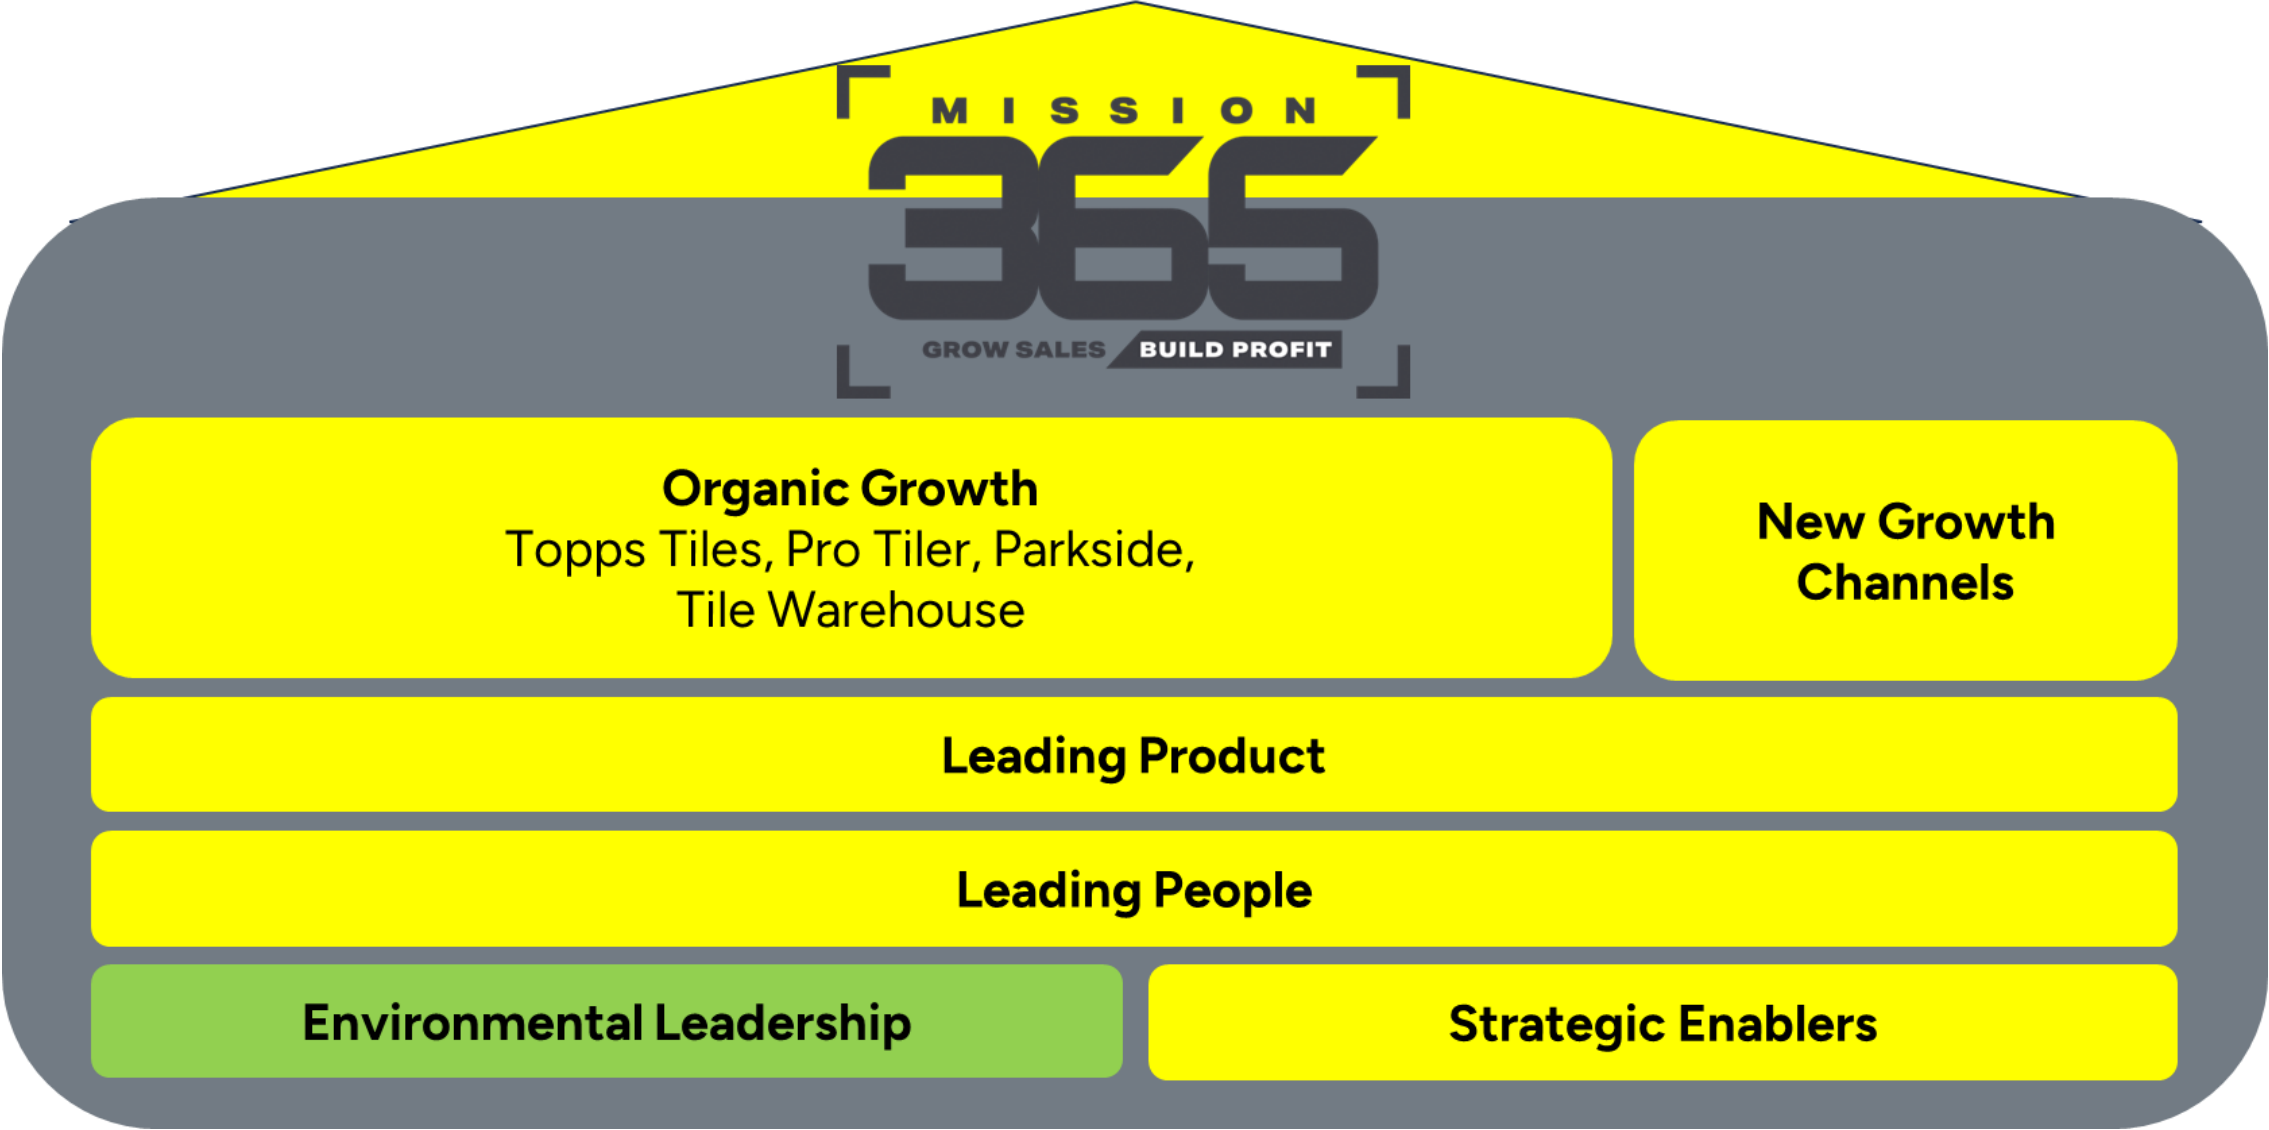 MISSION
365
GROW SALES BUILD PROFIT
Organic Growth
Topps Tiles, Pro Tiler, Parkside,
Tile Warehouse
New Growth
Channels
Leading Product
Leading People
Environmental Leadership
Strategic Enablers